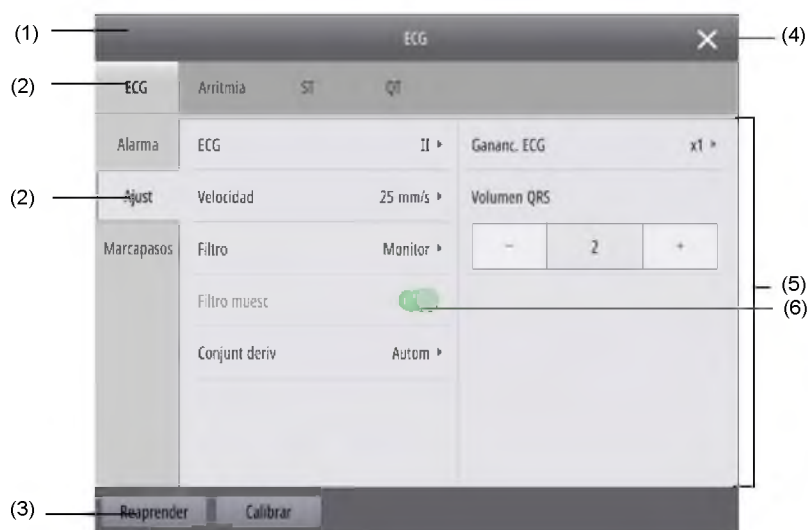 (1) ECG (4)
(2) ECG Arritmia ST QT
Alarma ECG II Gananc. ECG x1
(2) Ajust Velocidad 25 mm/s Volumen QRS
Marcapasos Filtro Monitor - 2 +
(5)
Filtro muesc (6)
Conjunt deriv Autom
(3) Reaprender Calibrar